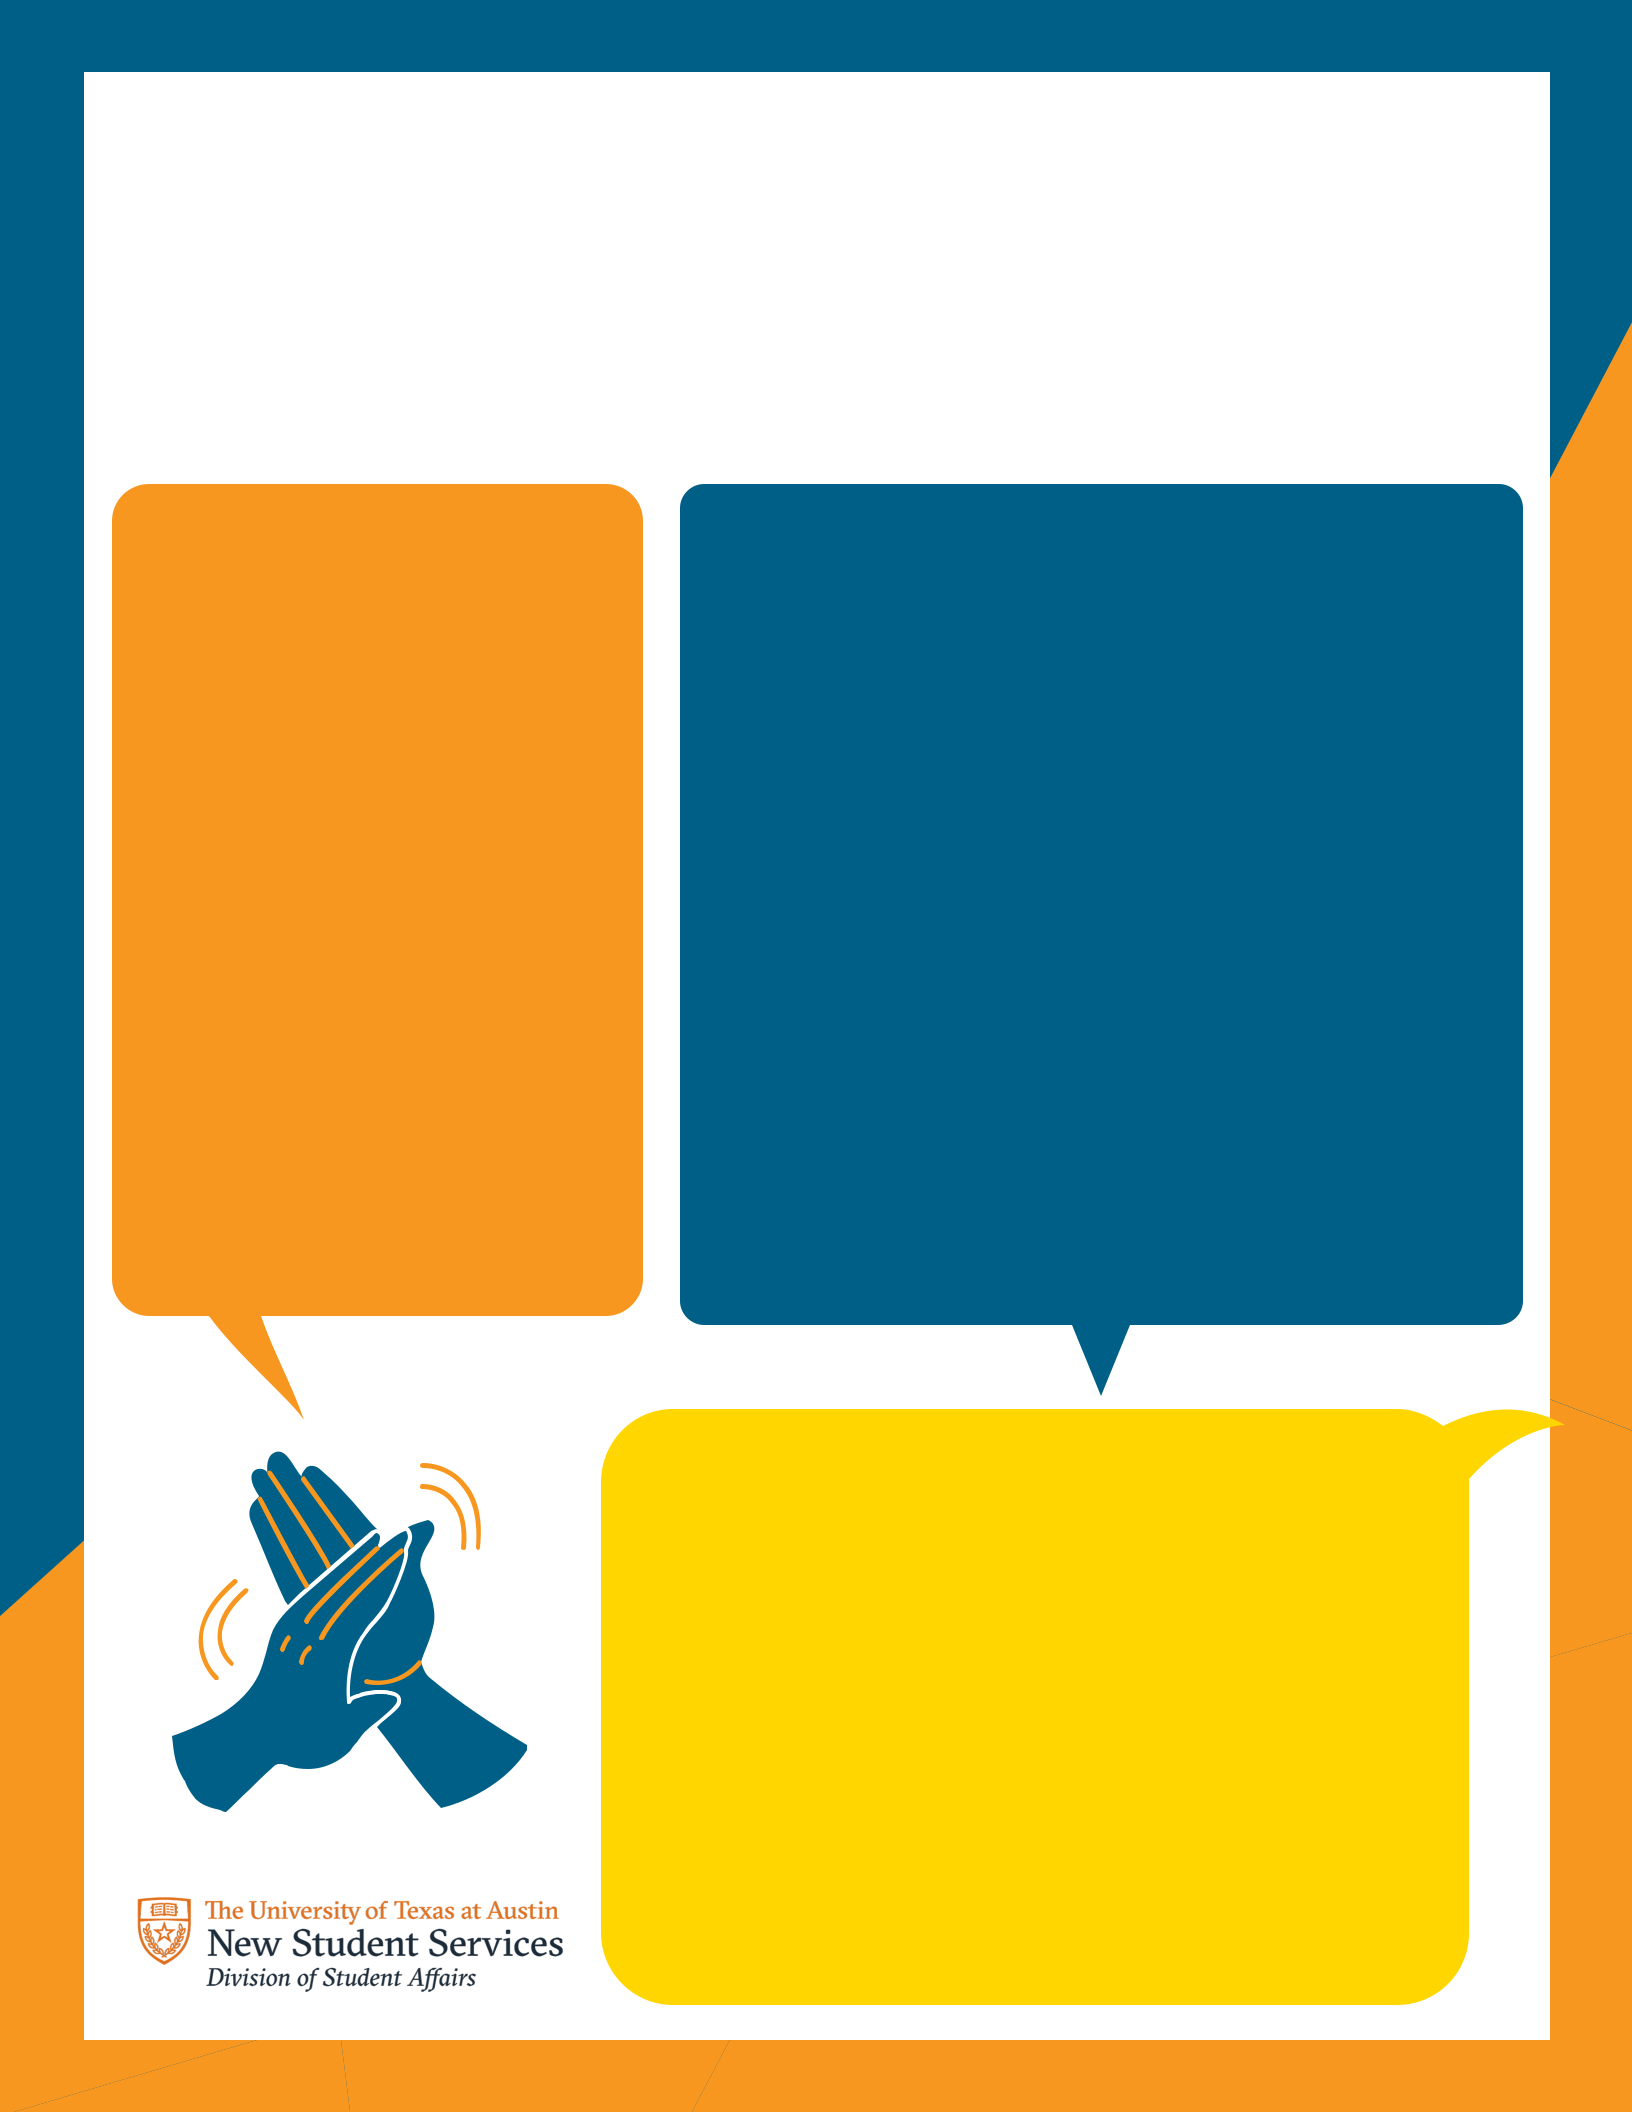 The University of Texas at Austin
New Student Services
Division of Student Affairs